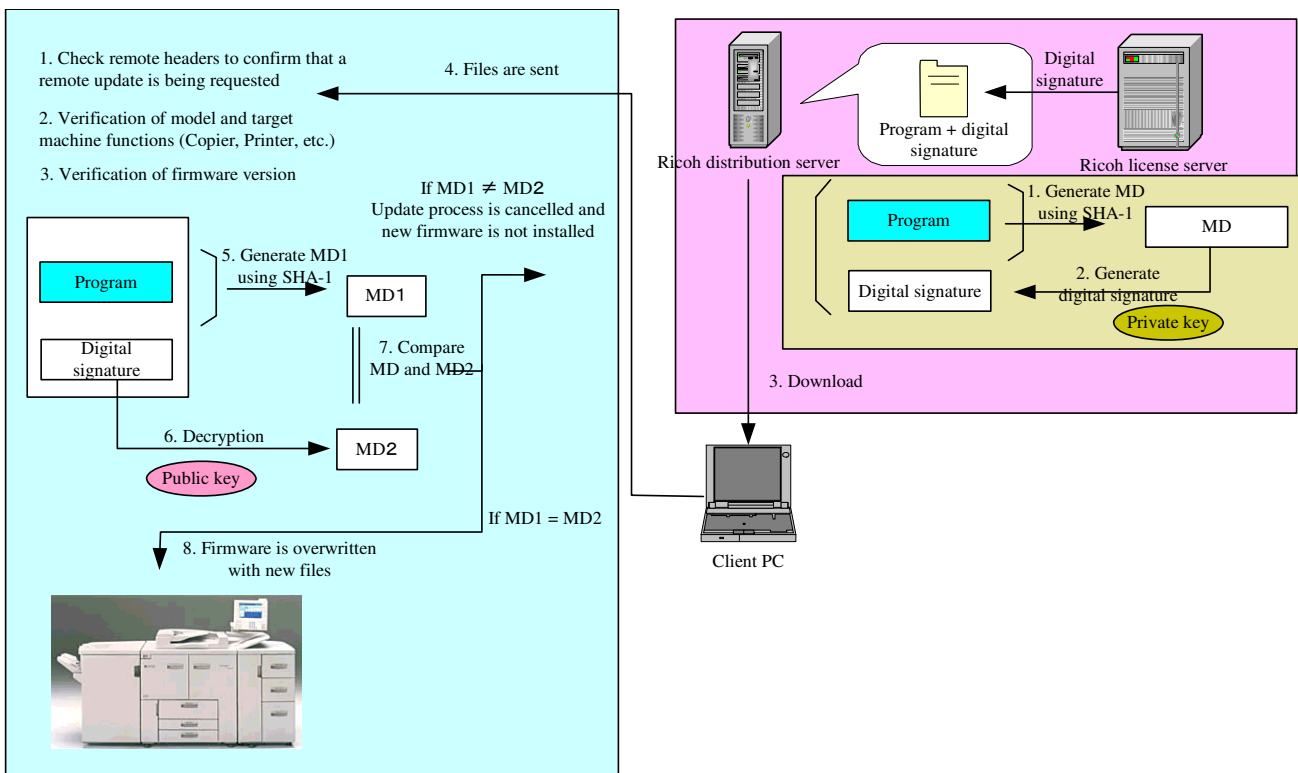 1. Check remote headers to confirm that a
remote update is being requested
2. Verification of model and target
machine functions (Copier, Printer, etc.)
3. Verification of firmware version
4. Files are sent
If MD1 ≠ MD2
Update process is cancelled and
new firmware is not installed
Program
Digital
signature
5. Generate MD1
using SHA-1
MD1
7. Compare
MD and MD2
6. Decryption
Public key
MD2
If MD1 = MD2
8. Firmware is overwritten
with new files
Digital
signature
Program + digital
signature
Ricoh distribution server
Ricoh license server
1. Generate MD
using SHA-1
Program
MD
2. Generate
digital signature
Digital signature
Private key
3. Download
Client PC